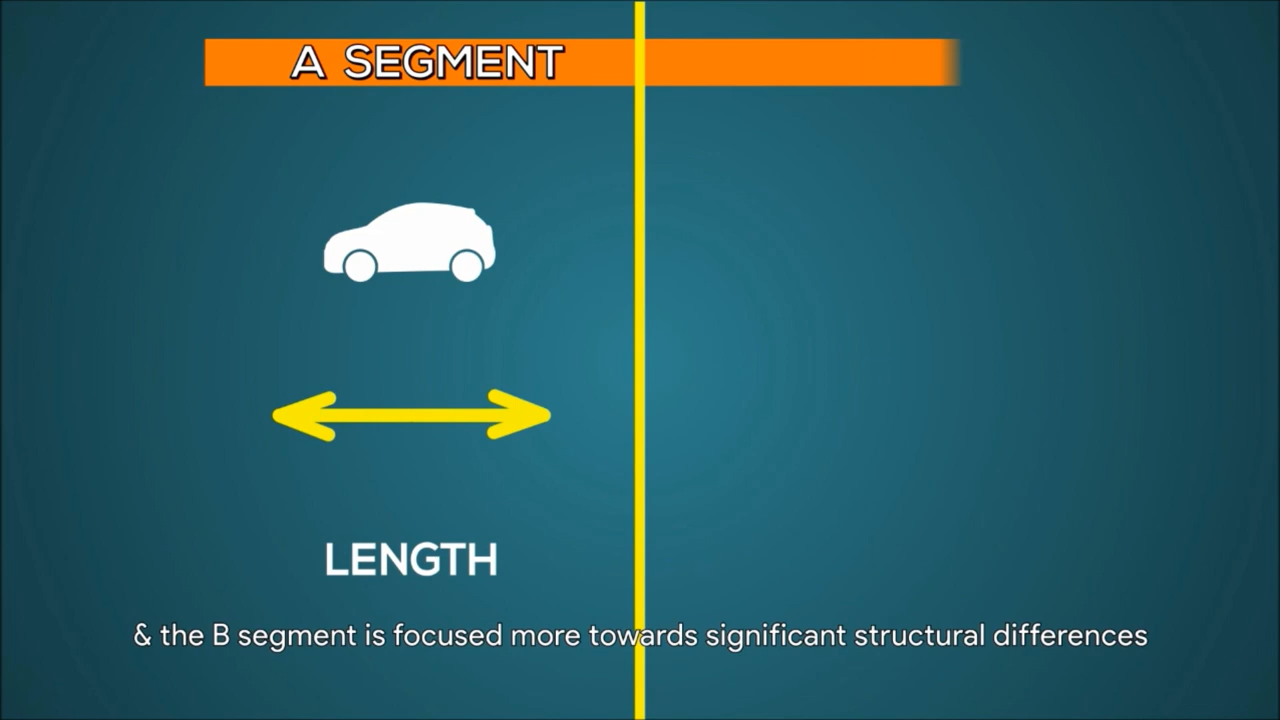 A SEGMENT
LENGTH
& the B segment is focused more towards significant structural differences